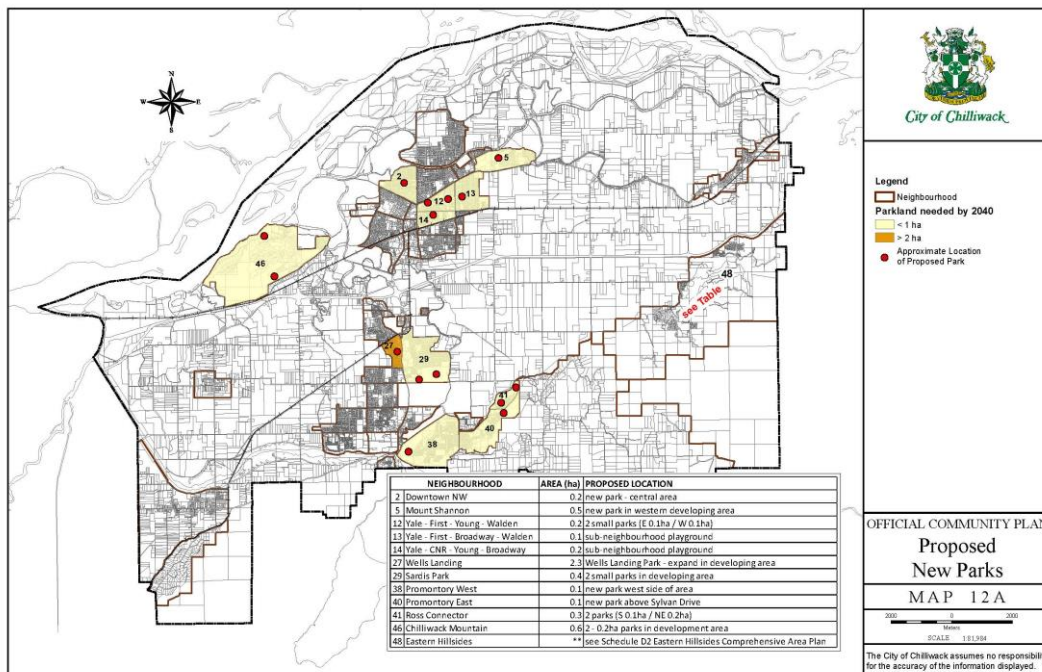 N
W E
S
5
2
13
12
14
46
48
see Table
27
29
41
40
38
NEIGHBOURHOOD AREA (ha) PROPOSED LOCATION
2 Downtown NW 0.2 new park - central area
5 Mount Shannon 0.5 new park in western developing area
12 Yale - First - Young - Walden 0.2 2 small parks (E 0.1ha / W 0.1ha)
13 Yale - First - Broadway - Walden 0.1 sub-neighbourhood playground
14 Yale - CNR - Young - Broadway 0.2 sub-neighbourhood playground
27 Wells Landing 2.3 Wells Landing Park - expand in developing area
29 Sardis Park 0.4 2 small parks in developing area
38 Promontory West 0.1 new park west side of area
40 Promontory East 0.1 new park above Sylvan Drive
41 Ross Connector 0.3 2 parks (S 0.1ha / NE 0.2ha)
46 Chilliwack Mountain 0.6 2 - 0.2ha parks in development area
48 Eastern Hillsides ** see Schedule D2 Eastern Hillsides Comprehensive Area Plan
City of Chilliwack
Legend
Neighbourhood
Parkland needed by 2040
< 1 ha
> 2 ha
Approximate Location
of Proposed Park
OFFICIAL COMMUNITY PLAN
Proposed
New Parks
MAP 12A
2000 0 2000
Meters
SCALE 1:81,984
The City of Chilliwack assumes no responsibili
for the accuracy of the information displayed.